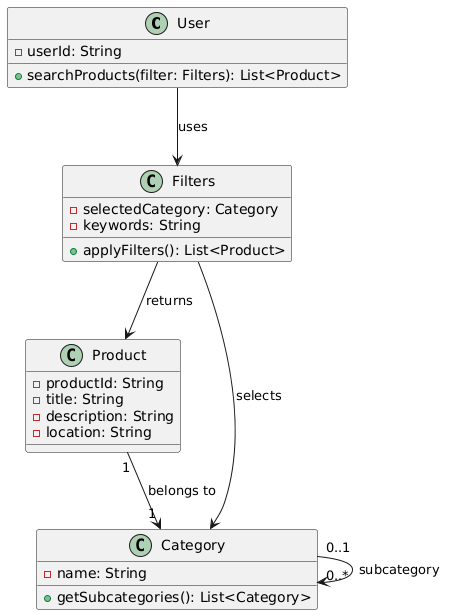 C User
userId: String
searchProducts(filter: Filters): List<Product>
uses
C Filters
selectedCategory: Category
keywords: String
applyFilters(): List<Product>
returns
selects
C Product
productId: String
title: String
description: String
location: String
1
belongs to
1
C Category
name: String
getSubcategories(): List<Category>
0..1
0..*
subcategory